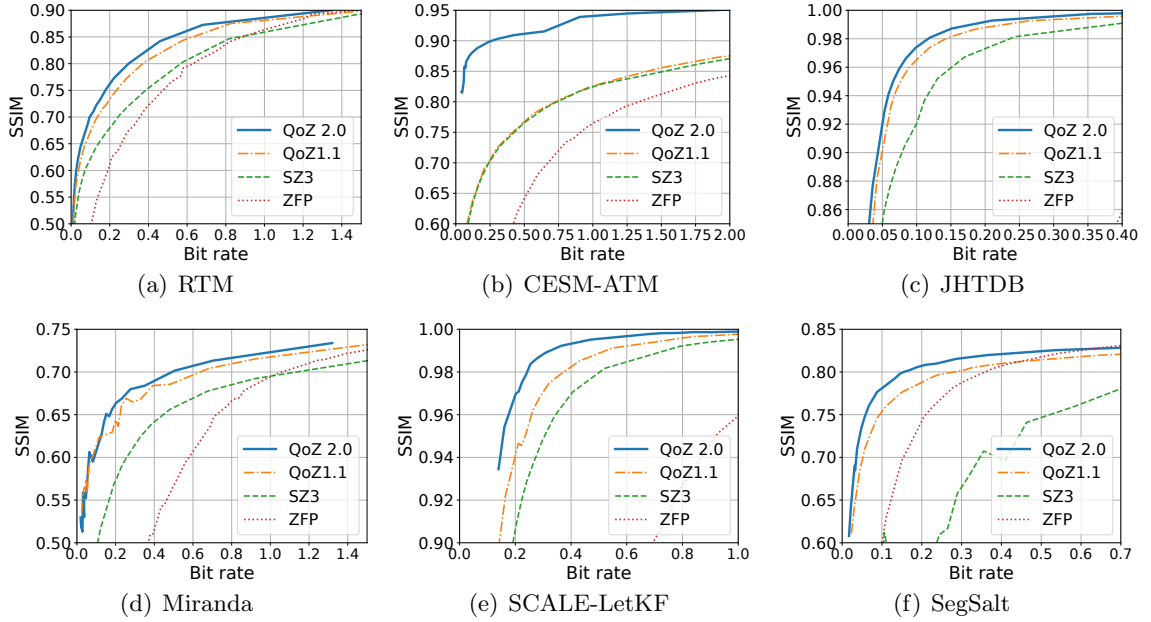 0.90
0.85
0.80
0.75
0.70
0.65
0.60
0.55
0.50
SSIM
0.0 0.2 0.4 0.6 0.8 1.0 1.2 1.4
Bit rate
QoZ 2.0
QoZ1.1
SZ3
ZFP
(a) RTM
0.95
0.90
0.85
0.80
0.75
0.70
0.65
0.60
SSIM
0.00 0.25 0.50 0.75 1.00 1.25 1.50 1.75 2.00
Bit rate
QoZ 2.0
QoZ1.1
SZ3
ZFP
(b) CESM-ATM
1.00
0.98
0.96
0.94
0.92
0.90
0.88
0.86
SSIM
0.00 0.05 0.10 0.15 0.20 0.25 0.30 0.35 0.40
Bit rate
QoZ 2.0
QoZ1.1
SZ3
ZFP
(c) JHTDB
0.75
0.70
0.65
0.60
0.55
0.50
SSIM
0.0 0.2 0.4 0.6 0.8 1.0 1.2 1.4
Bit rate
QoZ 2.0
QoZ1.1
SZ3
ZFP
(d) Miranda
1.00
0.98
0.96
0.94
0.92
0.90
SSIM
0.0 0.2 0.4 0.6 0.8 1.0
Bit rate
QoZ 2.0
QoZ1.1
SZ3
ZFP
(e) SCALE-LetKF
0.85
0.80
0.75
0.70
0.65
0.60
SSIM
0.0 0.1 0.2 0.3 0.4 0.5 0.6 0.7
Bit rate
QoZ 2.0
QoZ1.1
SZ3
ZFP
(f) SegSalt